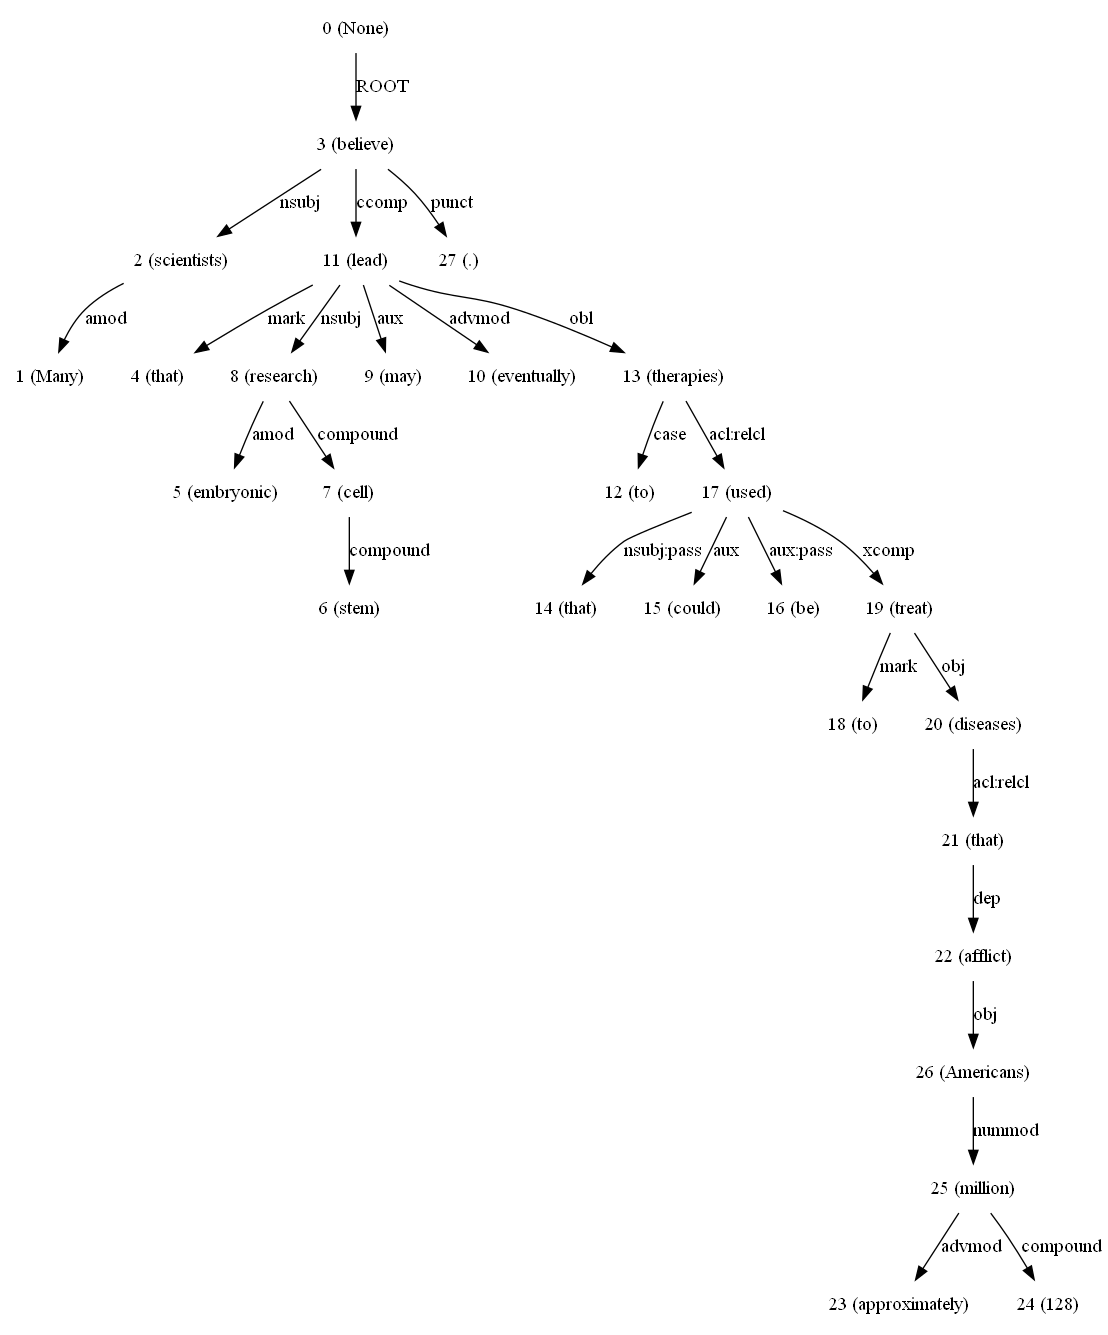 0 (None)
ROOT
3 (believe)
nsubj ccomp punct
2 (scientists) 11 (lead) 27 (.)
amod mark nsubj aux advmod obl
1 (Many) 4 (that) 8 (research) 9 (may) 10 (eventually) 13 (therapies)
amod compound case acl:relcl
5 (embryonic) 7 (cell) 12 (to) 17 (used)
compound nsubj:pass aux aux:pass xcomp
6 (stem) 14 (that) 15 (could) 16 (be) 19 (treat)
mark obj
18 (to) 20 (diseases)
acl:relcl
21 (that)
dep
22 (afflict)
obj
26 (Americans)
nummod
25 (million)
advmod compound
23 (approximately) 24 (128)